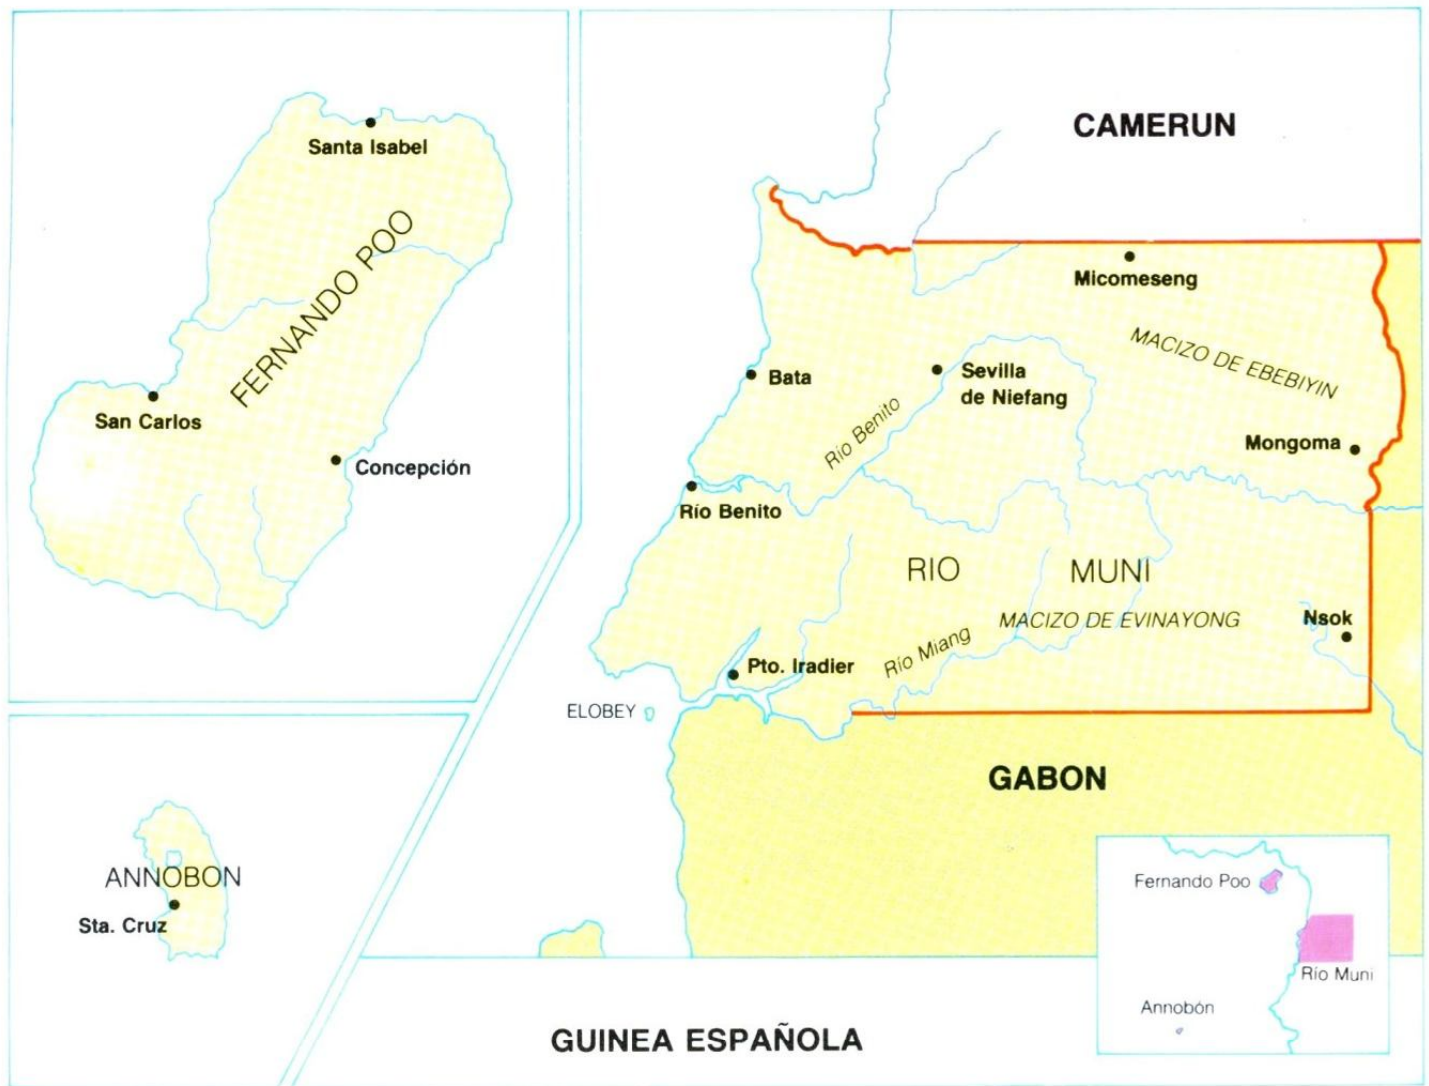 Santa Isabel
FERNANDO POO
San Carlos
Concepción
CAMERUN
Micomeseng
MACIZO DE EBEBIYIN
Bata
Sevilla
de Niefang
Río Benito
Mongoma
Río Benito
RIO MUNI
MACIZO DE EVINAYONG
Nsok
Río Miang
Pto. Iradier
ELOBEY
GABON
ANNOBON
Sta. Cruz
Fernando Poo
Río Muni
Annobón
GUINEA ESPAÑOLA